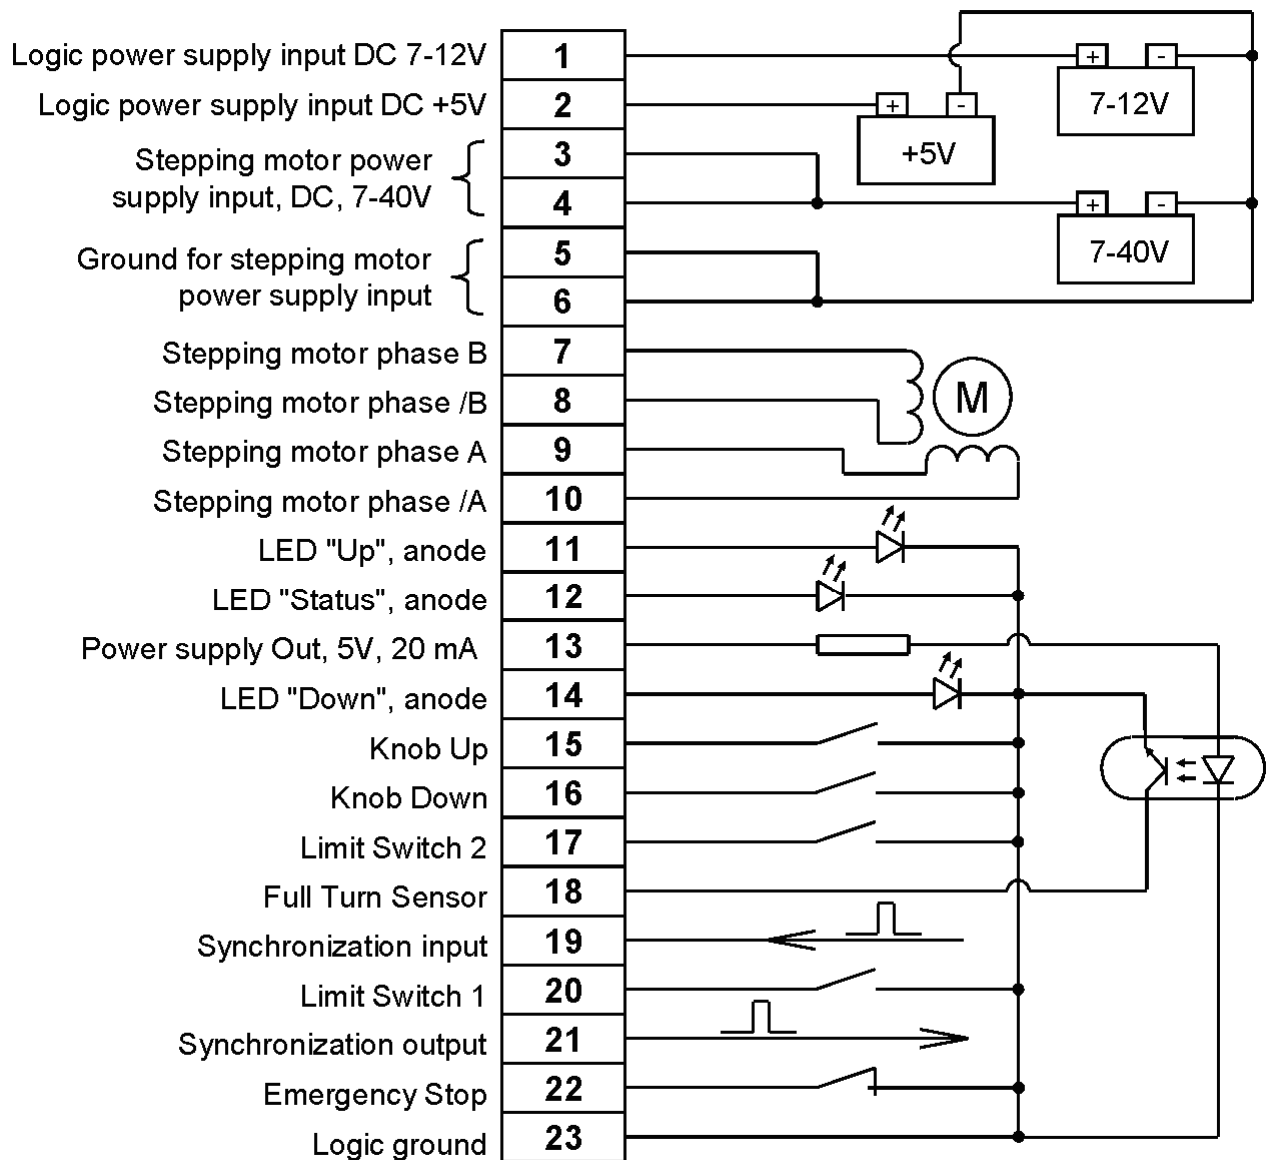 Logic power supply input DC 7-12V 1
+ -
7-12V
Logic power supply input DC +5V 2
+ -
+5V
Stepping motor power
supply input, DC, 7-40V
3
4
+ -
7-40V
Ground for stepping motor
power supply input
5
6
Stepping motor phase B 7
Stepping motor phase /B 8
M
Stepping motor phase A 9
Stepping motor phase /A 10
LED "Up", anode 11
LED "Status", anode 12
Power supply Out, 5V, 20 mA 13
LED "Down", anode 14
Knob Up 15
Knob Down 16
Limit Switch 2 17
Full Turn Sensor 18
Synchronization input 19
Limit Switch 1 20
Synchronization output 21
Emergency Stop 22
Logic ground 23